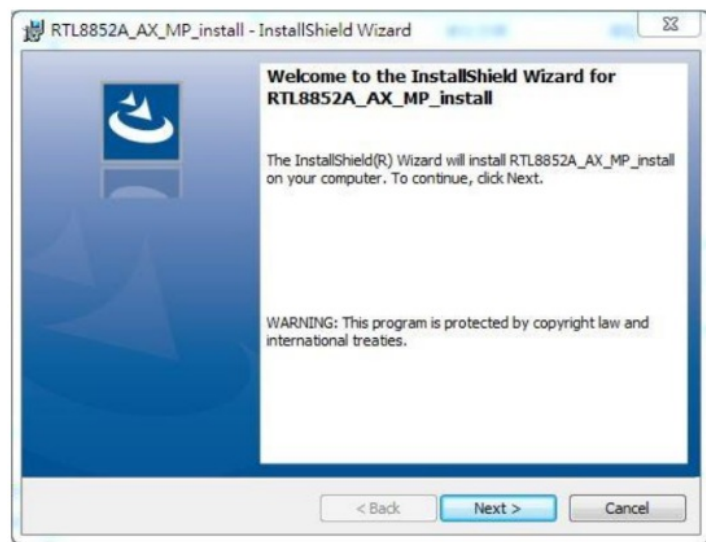 RTL8852A_AX_MP_install - InstallShield Wizard
Welcome to the InstallShield Wizard for
RTL8852A_AX_MP_install
The InstallShield(R) Wizard will install RTL8852A_AX_MP_install
on your computer. To continue, click Next.
WARNING: This program is protected by copyright law and
international treaties.
< Back
Next >
Cancel